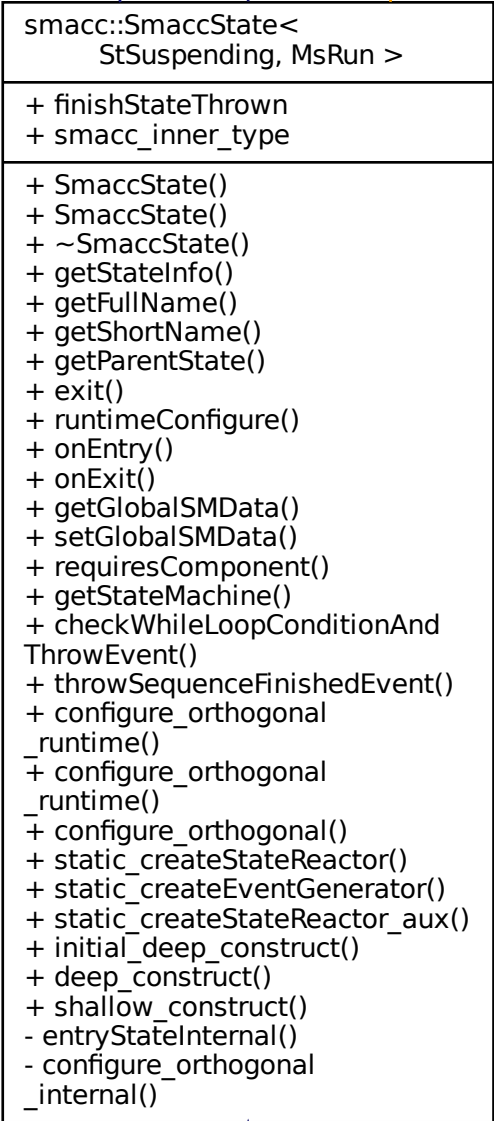 smacc::SmaccState<
StSuspending, MsRun >
+ finishStateThrown
+ smacc_inner_type
+ SmaccState()
+ SmaccState()
+ ~SmaccState()
+ getStateInfo()
+ getFullName()
+ getShortName()
+ getParentState()
+ exit()
+ runtimeConfigure()
+ onEntry()
+ onExit()
+ getGlobalSMData()
+ setGlobalSMData()
+ requiresComponent()
+ getStateMachine()
+ checkWhileLoopConditionAnd
ThrowEvent()
+ throwSequenceFinishedEvent()
+ configure_orthogonal
_runtime()
+ configure_orthogonal
_runtime()
+ configure_orthogonal()
+ static_createStateReactor()
+ static_createEventGenerator()
+ static_createStateReactor_aux()
+ initial_deep_construct()
+ deep_construct()
+ shallow_construct()
- entryStateInternal()
- configure_orthogonal
_internal()